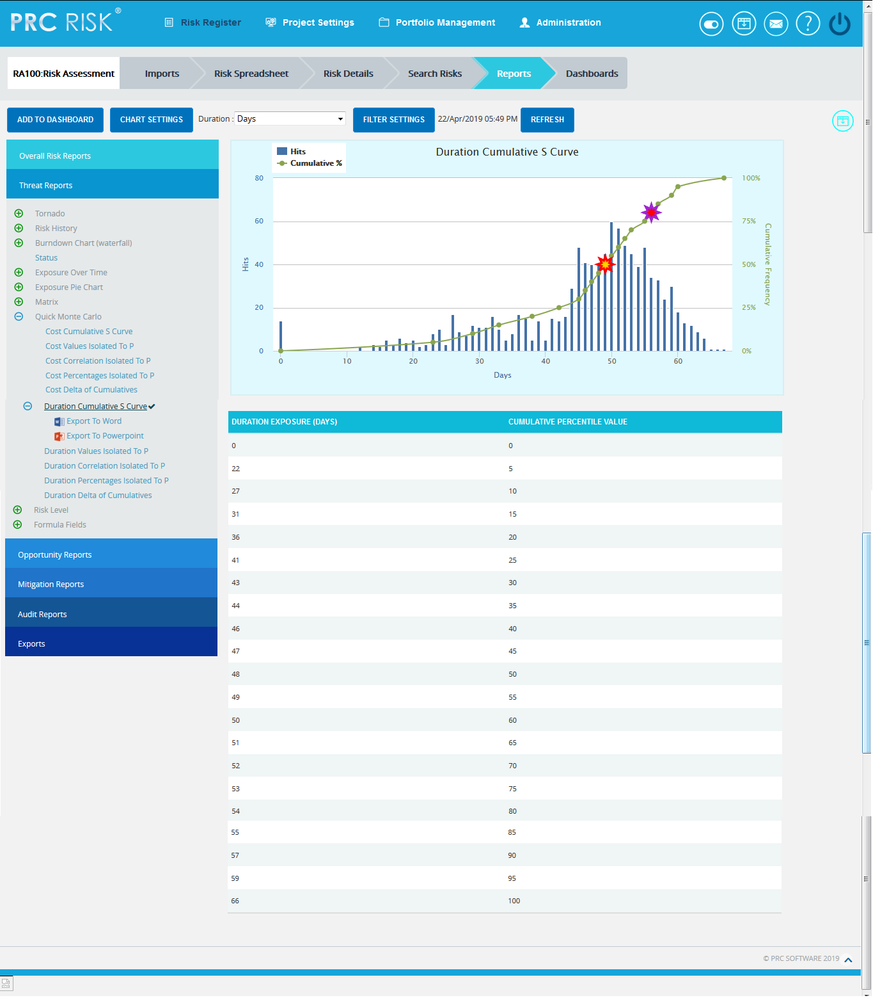 PRC RISK®
Risk Register
Project Settings
Portfolio Management
Administration
?
RA100:Risk Assessment
Imports
Risk Spreadsheet
Risk Details
Search Risks
Reports
Dashboards
ADD TO DASHBOARD
CHART SETTINGS
Duration : Days
FILTER SETTINGS
22/Apr/2019 05:49 PM
REFRESH
Overall Risk Reports
Threat Reports
Tornado
Risk History
Burndown Chart (waterfall)
Status
Exposure Over Time
Exposure Pie Chart
Matrix
Quick Monte Carlo
Cost Cumulative S Curve
Cost Values Isolated To P
Cost Correlation Isolated To P
Cost Percentages Isolated To P
Cost Delta of Cumulatives
Duration Cumulative S Curve
Export To Word
Export To Powerpoint
Duration Values Isolated To P
Duration Correlation Isolated To P
Duration Percentages Isolated To P
Duration Delta of Cumulatives
Risk Level
Formula Fields
Opportunity Reports
Mitigation Reports
Audit Reports
Exports
Hits
Cumulative %
Duration Cumulative S Curve
80
60
40
20
0
Hits
100%
75%
50%
25%
0%
Cumulative Frequency
0 10 20 30 40 50 60
Days
DURATION EXPOSURE (DAYS) CUMULATIVE PERCENTILE VALUE
0 0
22 5
27 10
31 15
36 20
41 25
43 30
44 35
46 40
47 45
48 50
49 55
50 60
51 65
52 70
53 75
54 80
55 85
57 90
59 95
66 100
© PRC SOFTWARE 2019